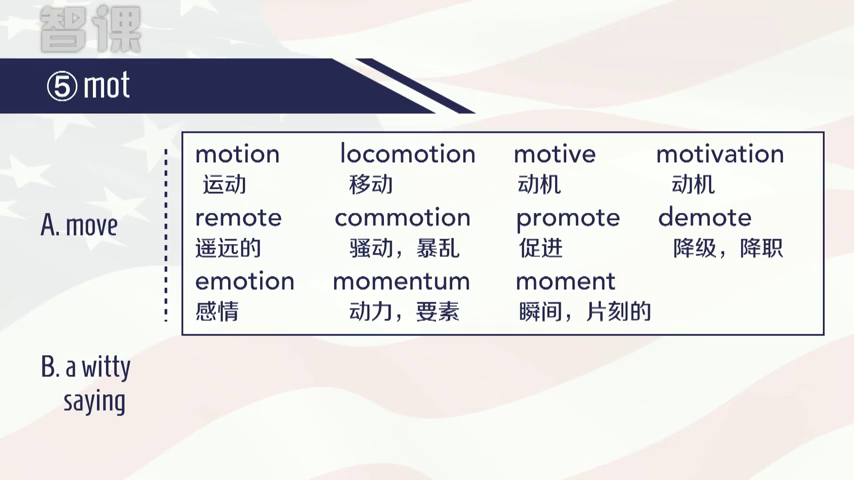 智课
⑤mot
motion locomotion motive motivation
运动 移动 动机 动机
A. move
remote commotion promote demote
遥远的 骚动，暴乱 促进 降级，降职
emotion momentum moment
感情 动力，要素 瞬间，片刻的
B. a witty
saying